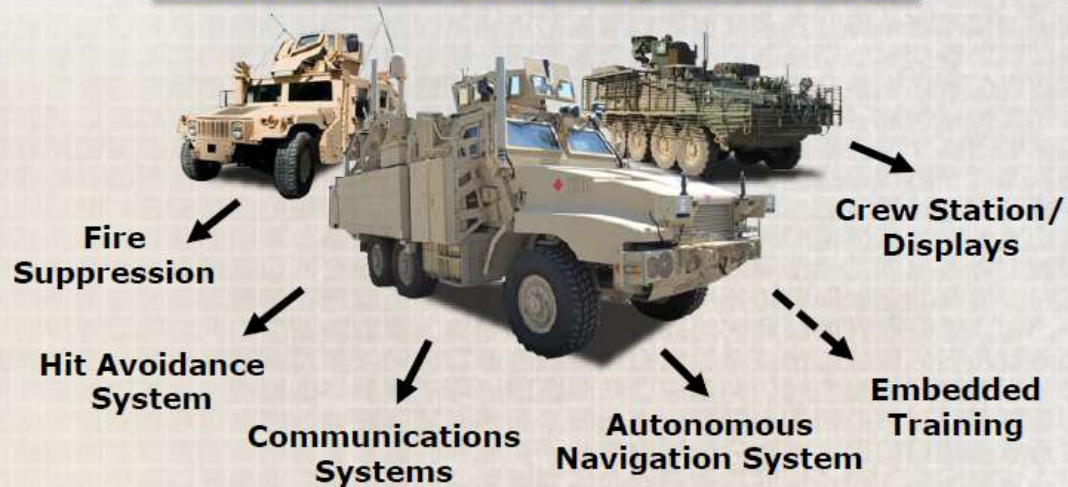 Crew Station/
Displays
Fire
Suppression
Hit Avoidance
System
Embedded
Training
Autonomous
Navigation System
Communications
Systems